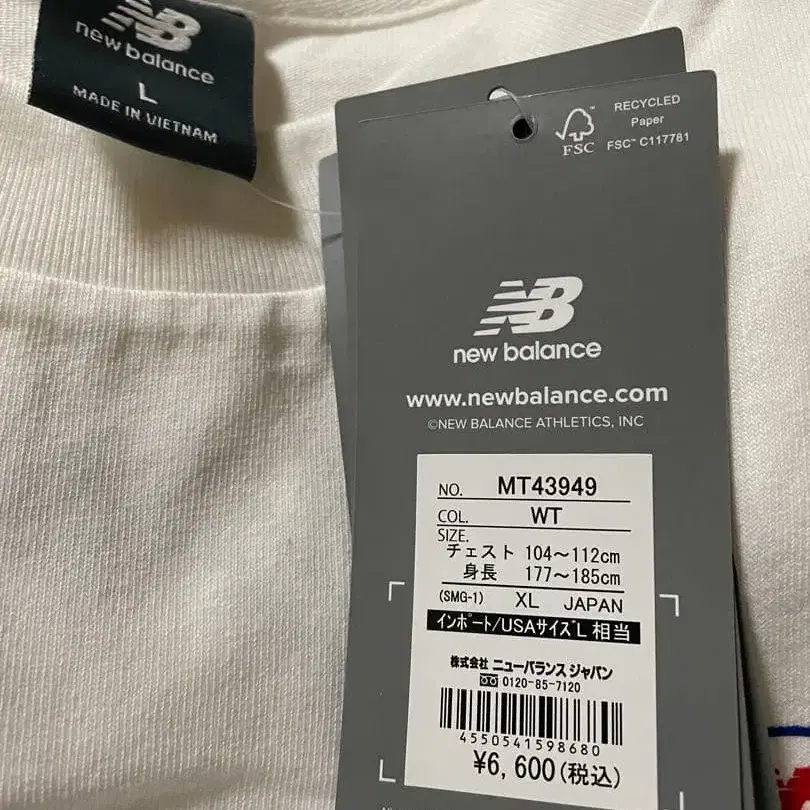 NB
new balance
L
MADE IN VIETNAM
FSC
RECYCLED
Paper
FSC™ C117781
NB
new balance
www.newbalance.com
©NEW BALANCE ATHLETICS, INC
NO. MT43949
COL. WT
SIZE.
チェスト 104～112cm
身長 177～185cm
(SMG-1) XL JAPAN
インポート/USAサイズL 相当
株式会社 ニューバランス ジャパン
0120-85-7120
4550541598680
¥6,600(税込)